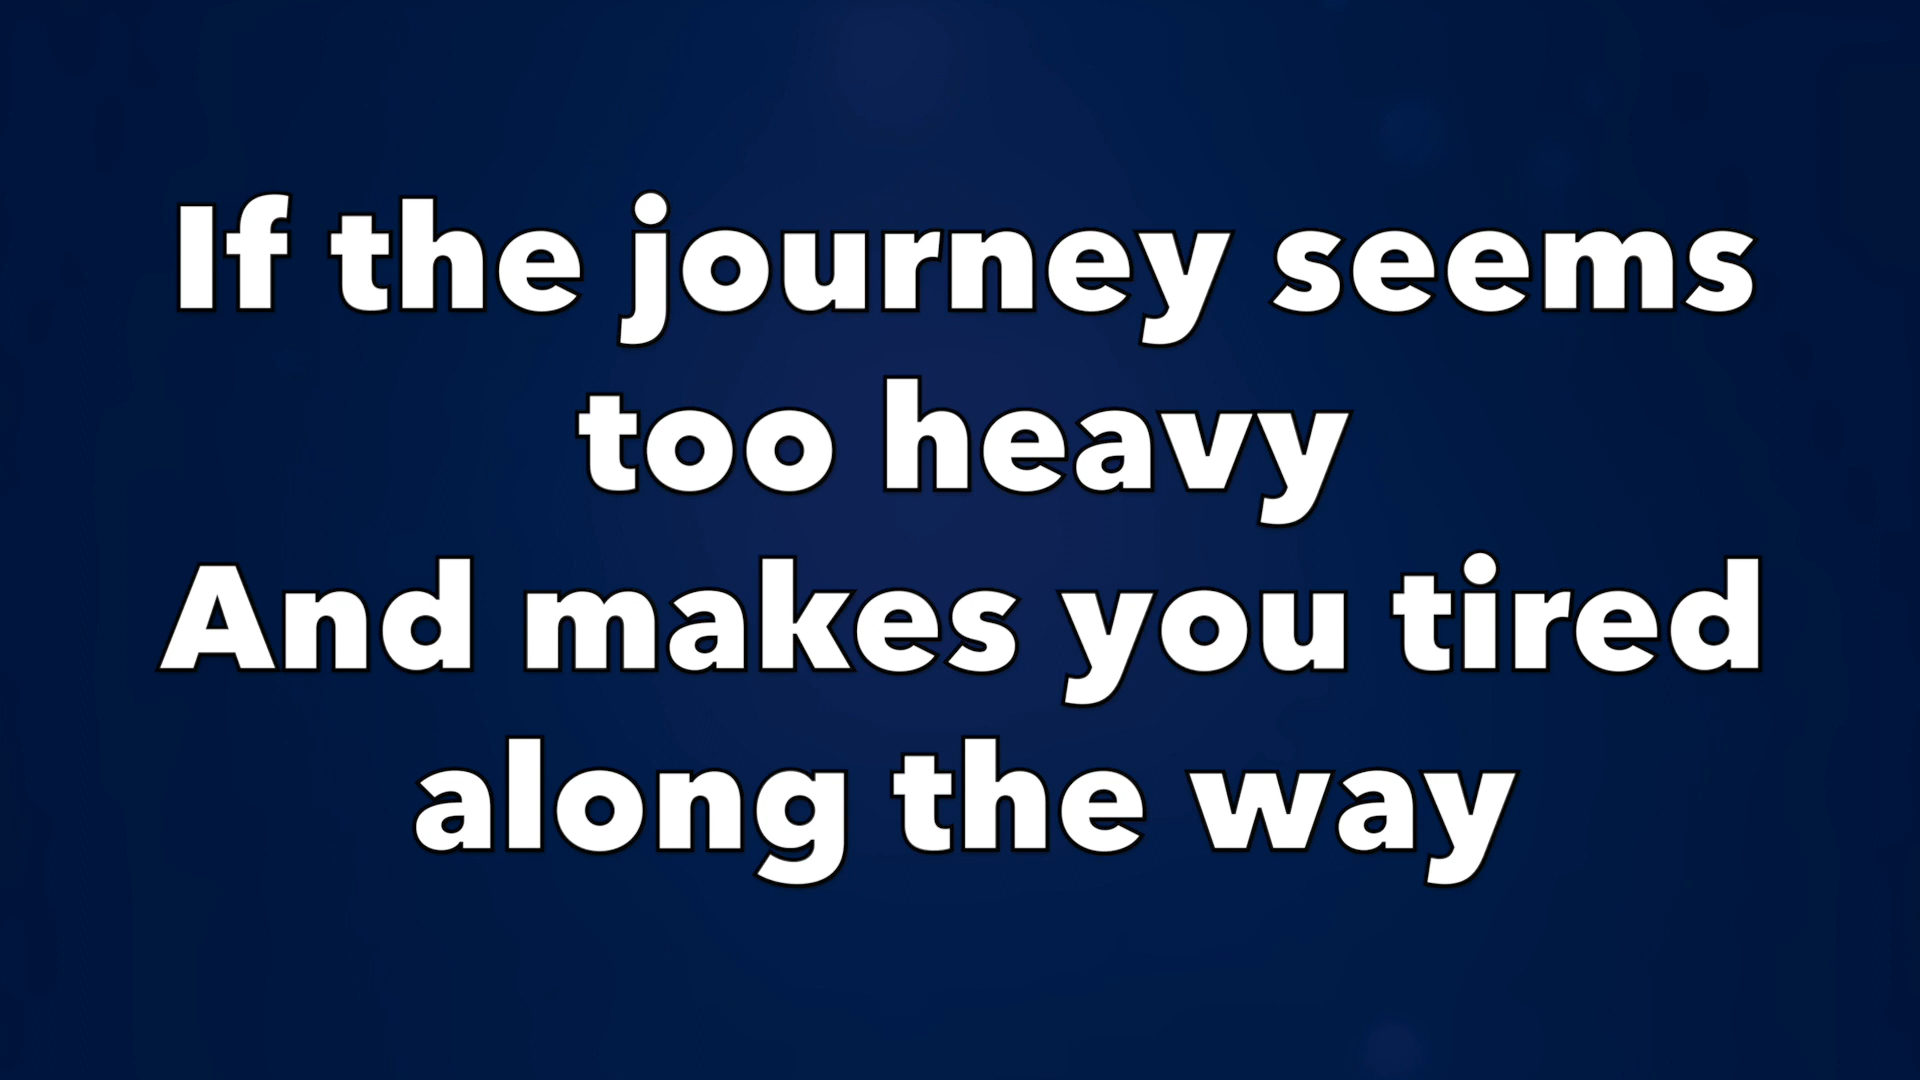 If the journey seems
too heavy
And makes you tired
along the way